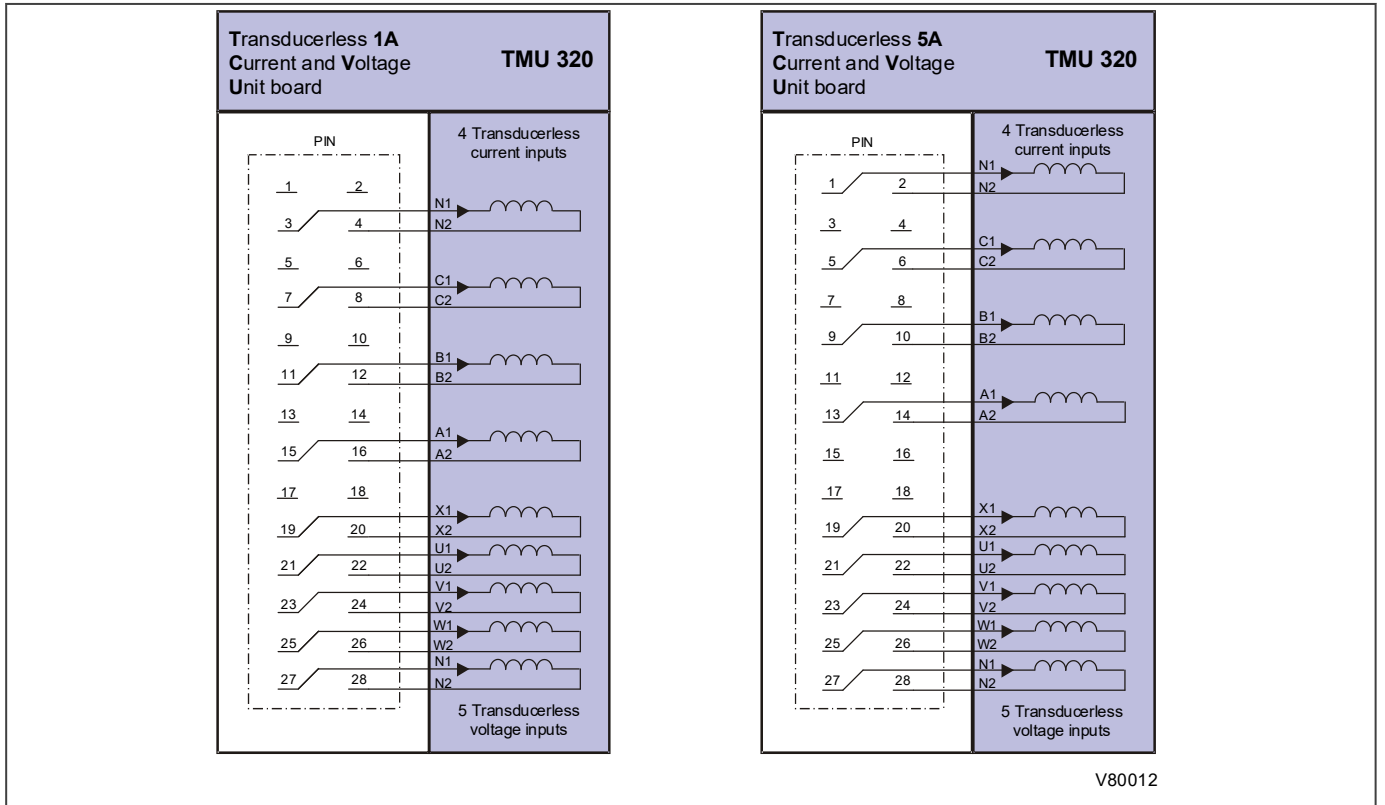 Transducerless 1A
Current and Voltage
Unit board
TMU 320
PIN
4 Transducerless
current inputs
1 2
N1
3 4
N2
5 6
C1
7 8
C2
9 10
B1
11 12
B2
13 14
A1
15 16
A2
17 18
X1
19 20
X2
U1
21 22
U2
V1
23 24
V2
W1
25 26
W2
N1
27 28
N2
5 Transducerless
voltage inputs
Transducerless 5A
Current and Voltage
Unit board
TMU 320
PIN
4 Transducerless
current inputs
N1
1 2
N2
3 4
C1
5 6
C2
7 8
B1
9 10
B2
11 12
A1
13 14
A2
15 16
17 18
X1
19 20
X2
U1
21 22
U2
V1
23 24
V2
W1
25 26
W2
N1
27 28
N2
5 Transducerless
voltage inputs
V80012